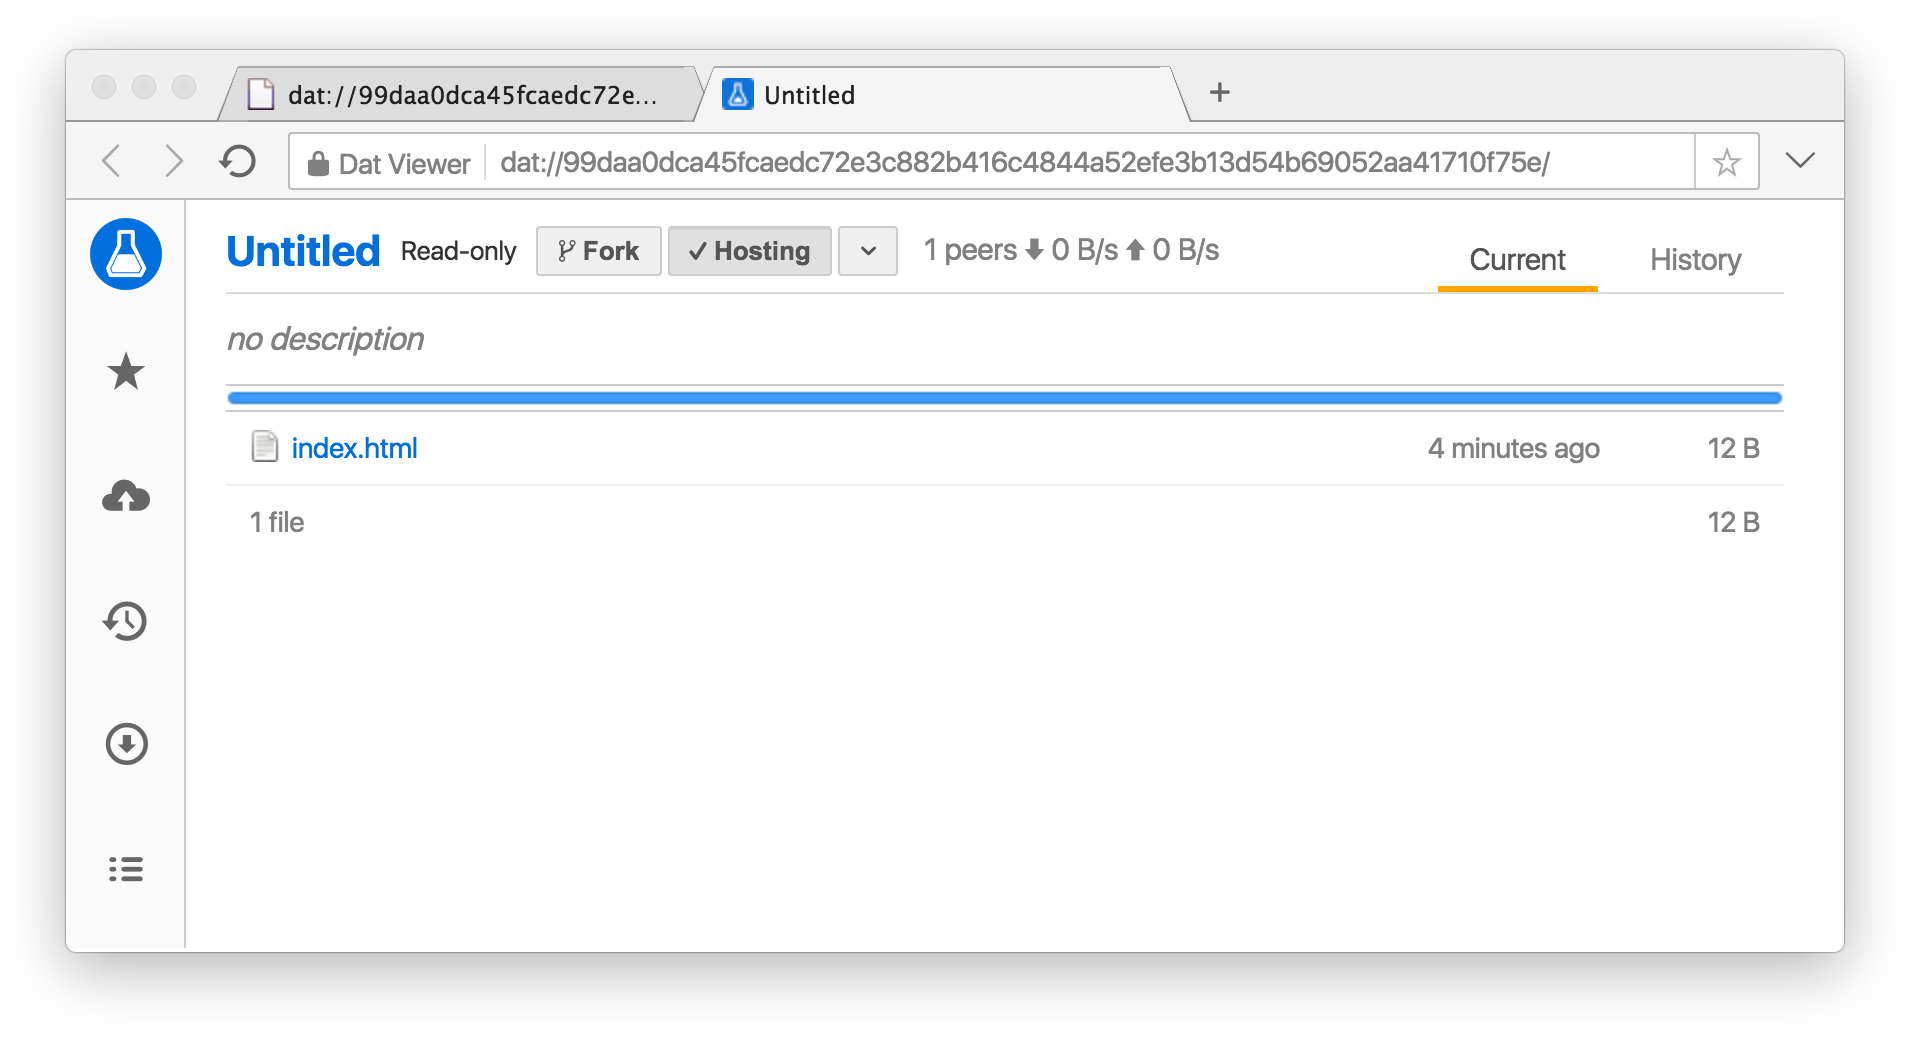 dat://99daa0dca45fcaedc72e...
Untitled
+
Dat Viewer
dat://99daa0dca45fcaedc72e3c882b416c4844a52efe3b13d54b69052aa41710f75e/
Untitled Read-only Fork ✓ Hosting 1 peers 0 B/s 0 B/s
Current History
no description
index.html 4 minutes ago 12 B
1 file 12 B